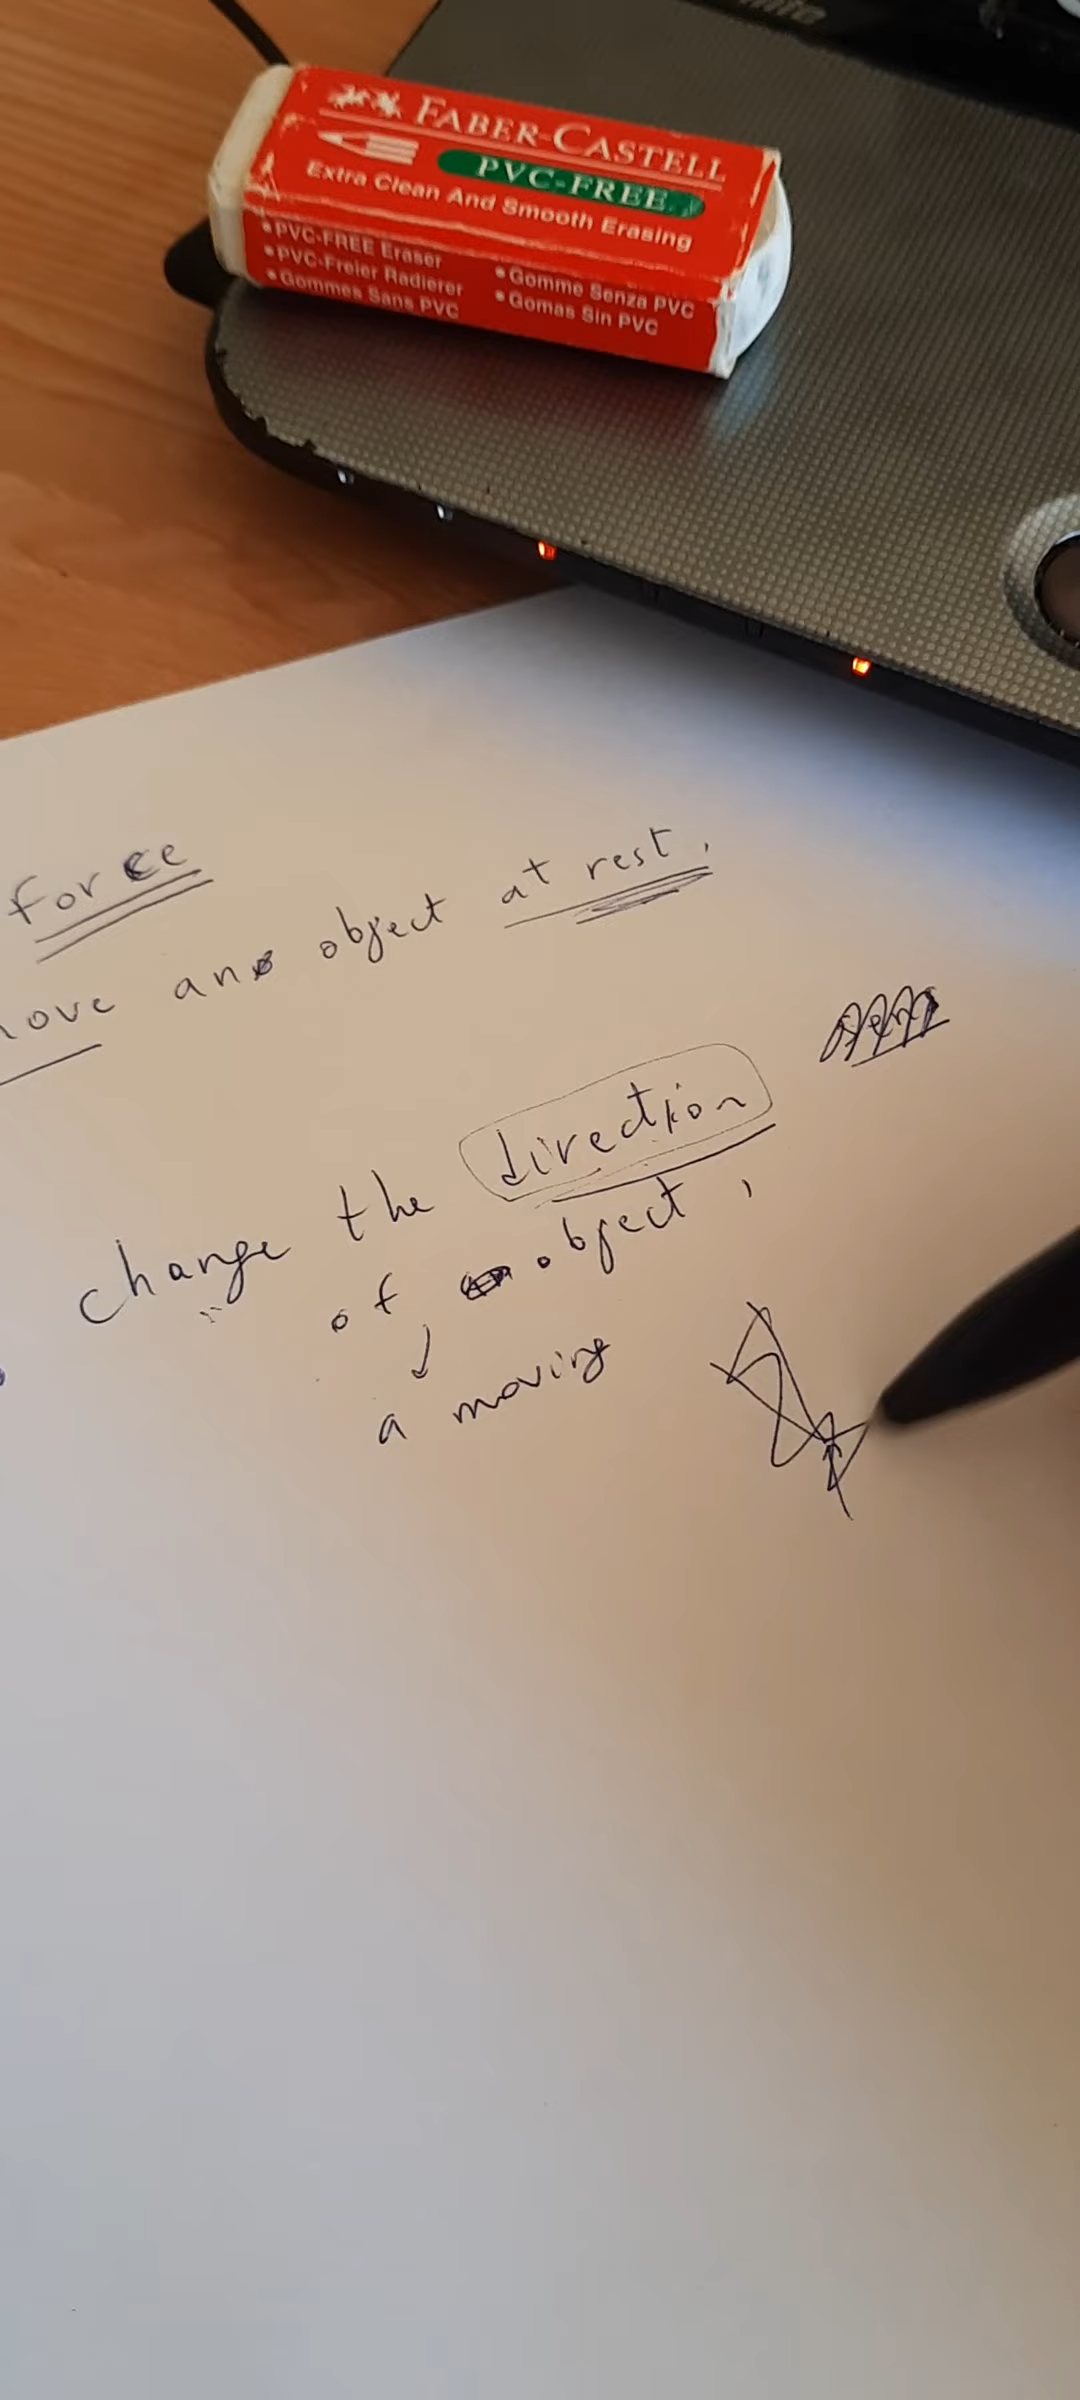 FABER-CASTELL
PVC-FREE
Extra Clean And Smooth Erasing
•PVC-FREE Eraser
•PVC-Freier Radierer
•Gommes Sans PVC
•Gomme Senza PVC
•Gomas Sin PVC
force
move an object at rest.
change the direction
of object,
a moving